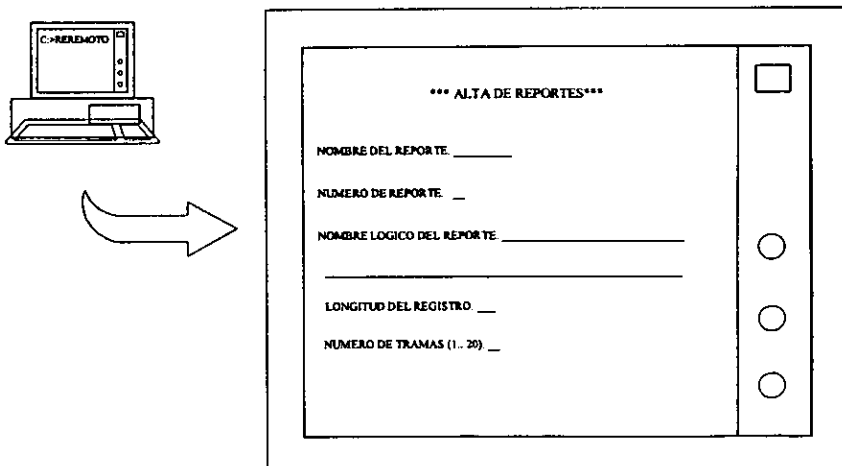 C:>REREMOTO
*** ALTA DE REPORTES***
NOMBRE DEL REPORTE. ________
NUMERO DE REPORTE. __
NOMBRE LOGICO DEL REPORTE. ________________________
LONGITUD DEL REGISTRO. __
NUMERO DE TRAMAS (1.. 20). __